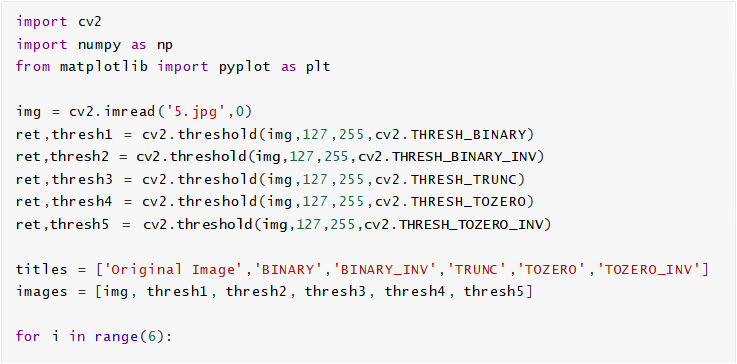 import cv2
import numpy as np
from matplotlib import pyplot as plt
img = cv2.imread('5.jpg',0)
ret,thresh1 = cv2.threshold(img,127,255,cv2.THRESH_BINARY)
ret,thresh2 = cv2.threshold(img,127,255,cv2.THRESH_BINARY_INV)
ret,thresh3 = cv2.threshold(img,127,255,cv2.THRESH_TRUNC)
ret,thresh4 = cv2.threshold(img,127,255,cv2.THRESH_TOZERO)
ret,thresh5 = cv2.threshold(img,127,255,cv2.THRESH_TOZERO_INV)
titles = ['Original Image','BINARY','BINARY_INV','TRUNC','TOZERO','TOZERO_INV']
images = [img, thresh1, thresh2, thresh3, thresh4, thresh5]
for i in range(6):